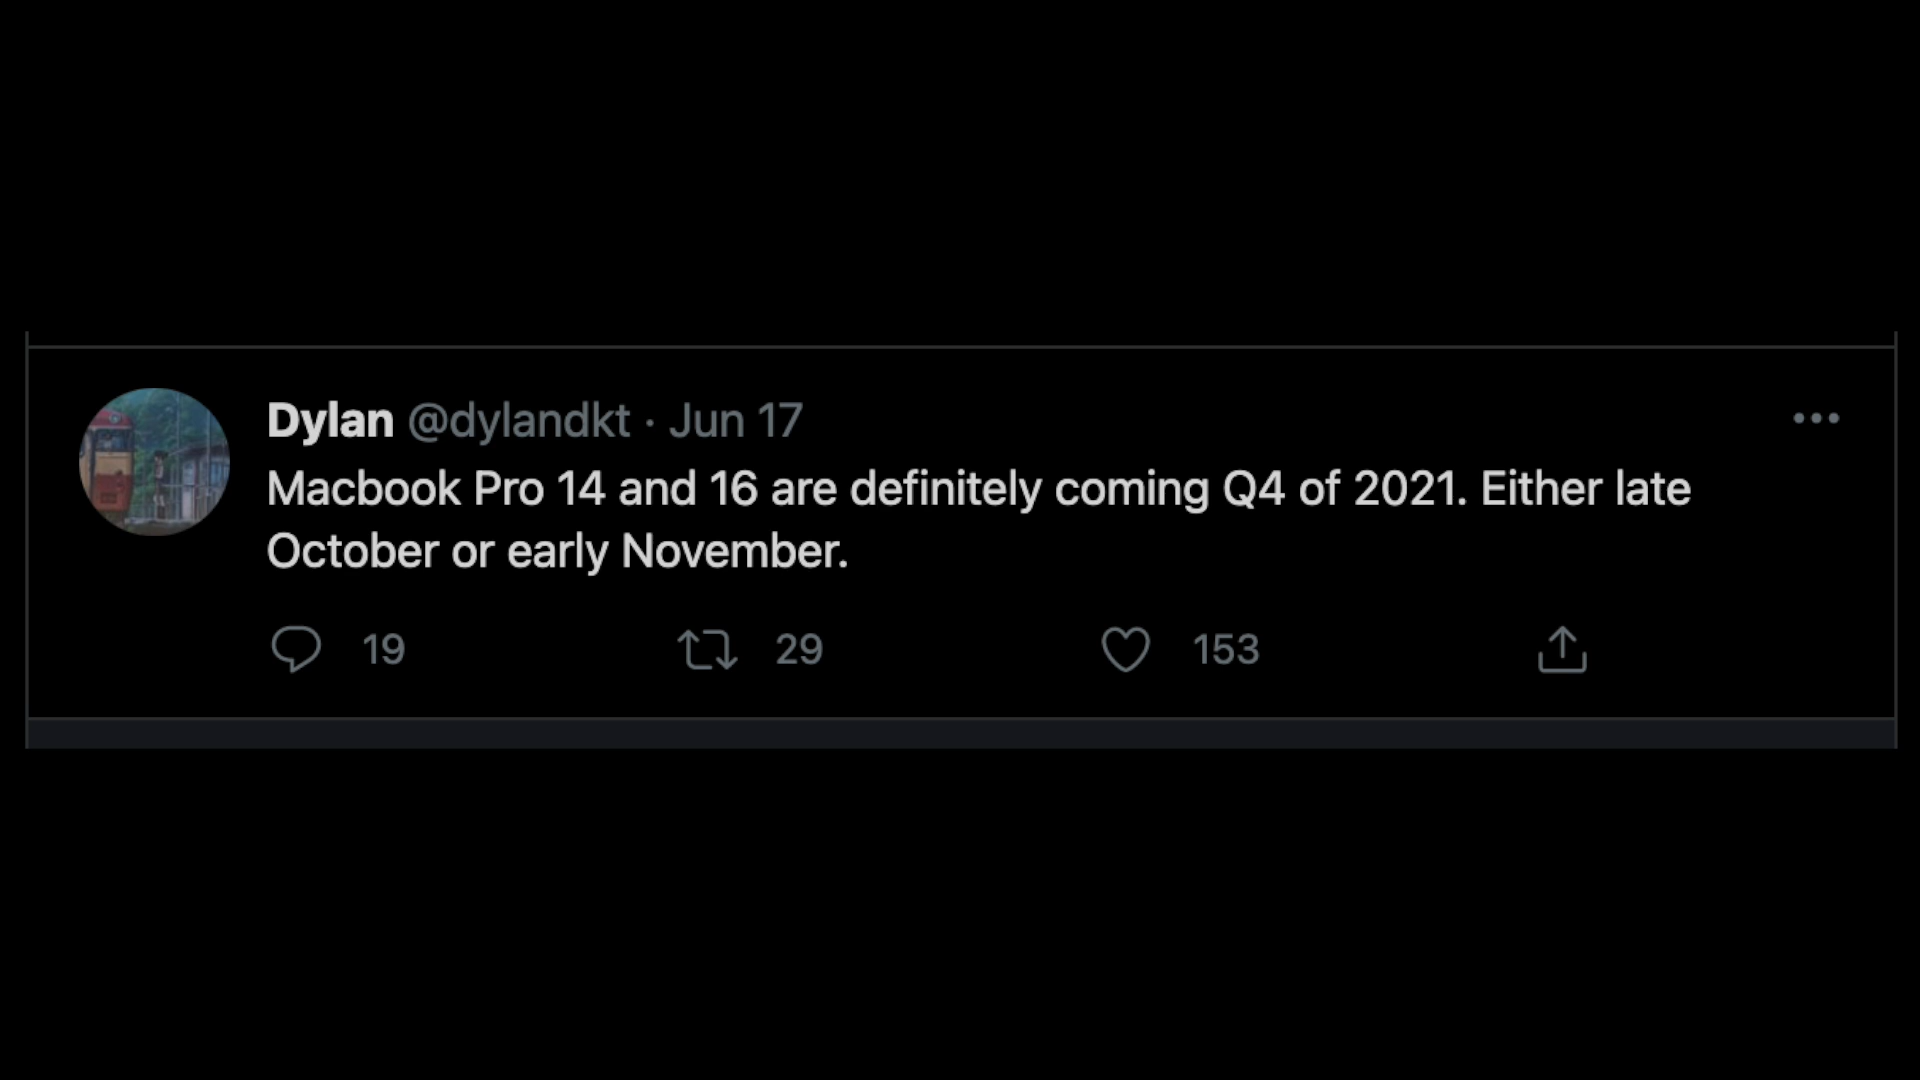 Dylan @dylandkt · Jun 17
Macbook Pro 14 and 16 are definitely coming Q4 of 2021. Either late
October or early November.
19 29 153